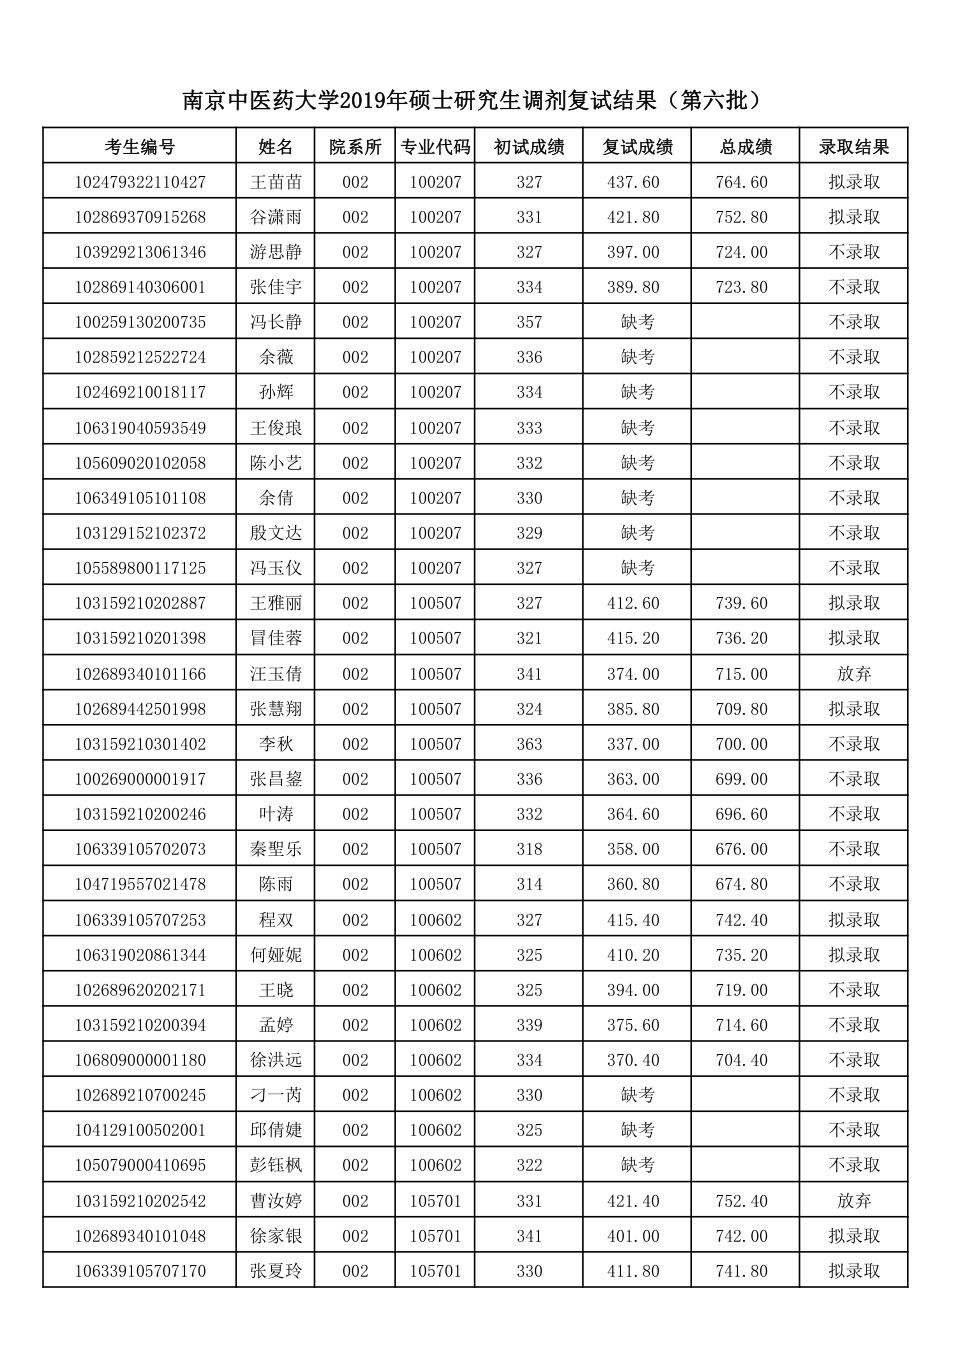 南京中医药大学2019年硕士研究生调剂复试结果（第六批）
考生编号 姓名 院系所 专业代码 初试成绩 复试成绩 总成绩 录取结果
102479322110427 王苗苗 002 100207 327 437.60 764.60 拟录取
102869370915268 谷潇雨 002 100207 331 421.80 752.80 拟录取
103929213061346 游思静 002 100207 327 397.00 724.00 不录取
102869140306001 张佳宇 002 100207 334 389.80 723.80 不录取
100259130200735 冯长静 002 100207 357 缺考 不录取
102859212522724 余薇 002 100207 336 缺考 不录取
102469210018117 孙辉 002 100207 334 缺考 不录取
106319040593549 王俊琅 002 100207 333 缺考 不录取
105609020102058 陈小艺 002 100207 332 缺考 不录取
106349105101108 余倩 002 100207 330 缺考 不录取
103129152102372 殷文达 002 100207 329 缺考 不录取
105589800117125 冯玉仪 002 100207 327 缺考 不录取
103159210202887 王雅丽 002 100507 327 412.60 739.60 拟录取
103159210201398 冒佳蓉 002 100507 321 415.20 736.20 拟录取
102689340101166 汪玉倩 002 100507 341 374.00 715.00 放弃
102689442501998 张慧翔 002 100507 324 385.80 709.80 拟录取
103159210301402 李秋 002 100507 363 337.00 700.00 不录取
100269000001917 张昌鋆 002 100507 336 363.00 699.00 不录取
103159210200246 叶涛 002 100507 332 364.60 696.60 不录取
106339105702073 秦聖乐 002 100507 318 358.00 676.00 不录取
104719557021478 陈雨 002 100507 314 360.80 674.80 不录取
106339105707253 程双 002 100602 327 415.40 742.40 拟录取
106319020861344 何娅妮 002 100602 325 410.20 735.20 拟录取
102689620202171 王晓 002 100602 325 394.00 719.00 不录取
103159210200394 孟婷 002 100602 339 375.60 714.60 不录取
106809000001180 徐洪远 002 100602 334 370.40 704.40 不录取
102689210700245 刁一芮 002 100602 330 缺考 不录取
104129100502001 邱倩婕 002 100602 325 缺考 不录取
105079000410695 彭钰枫 002 100602 322 缺考 不录取
103159210202542 曹汝婷 002 105701 331 421.40 752.40 放弃
102689340101048 徐家银 002 105701 341 401.00 742.00 拟录取
106339105707170 张夏玲 002 105701 330 411.80 741.80 拟录取